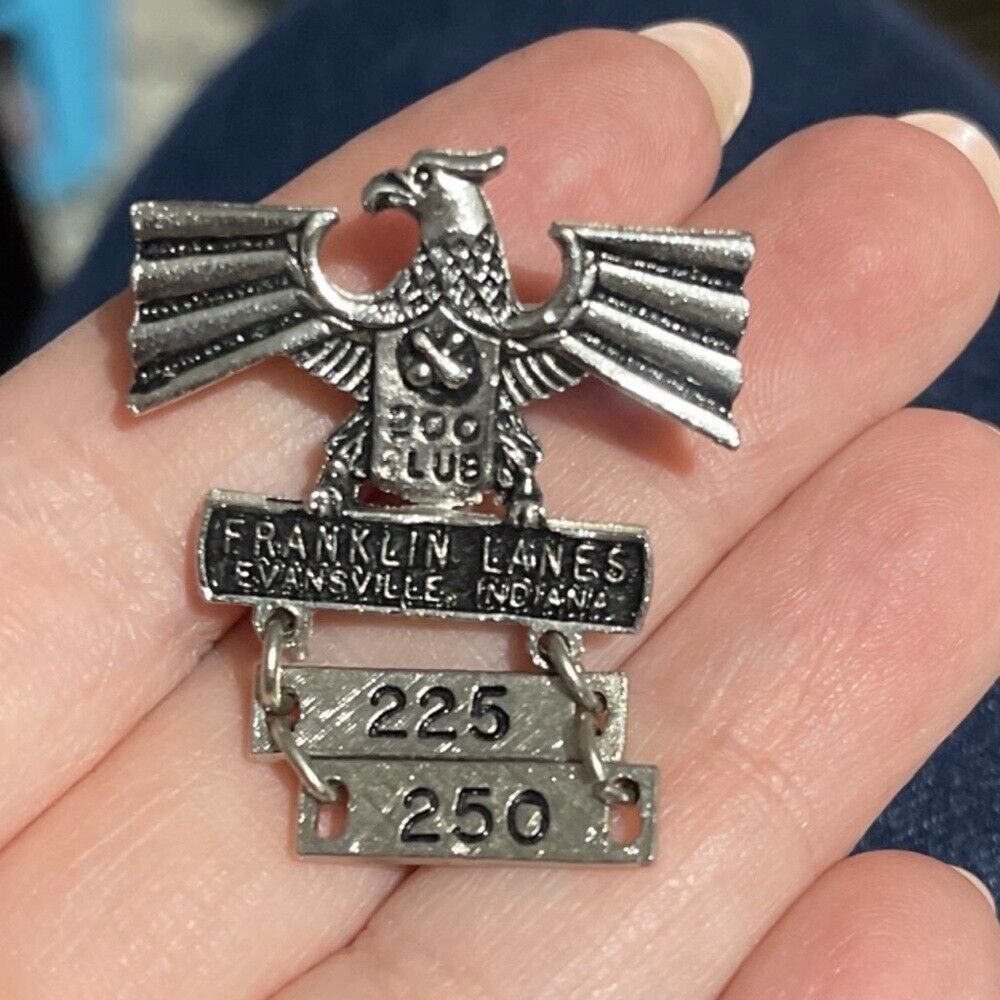 200
CLUB
FRANKLIN LANES
EVANSVILLE, INDIANA
225
250